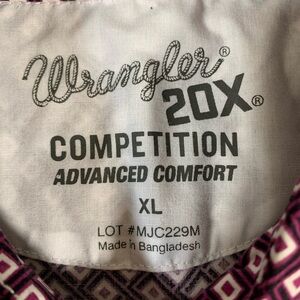 Wrangler®
20X®
COMPETITION
ADVANCED COMFORT
XL
LOT #MJC229M
Made in Bangladesh